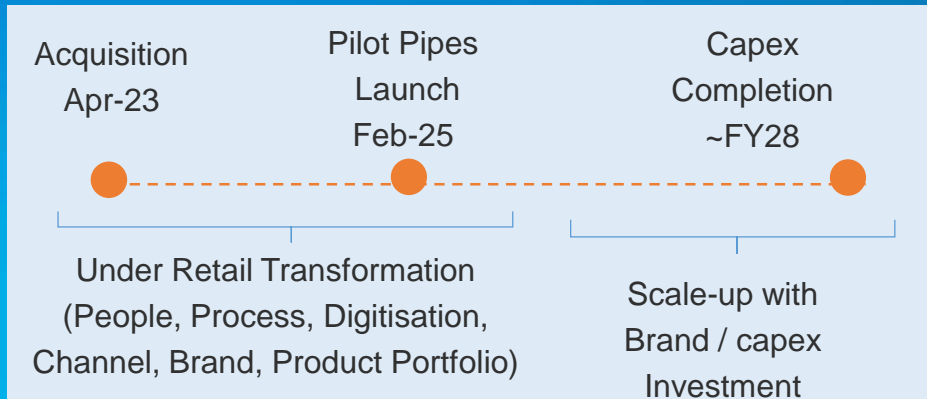 Acquisition
Apr-23
Pilot Pipes
Launch
Feb-25
Capex
Completion
~FY28
Under Retail Transformation
(People, Process, Digitisation,
Channel, Brand, Product Portfolio)
Scale-up with
Brand / capex
Investment